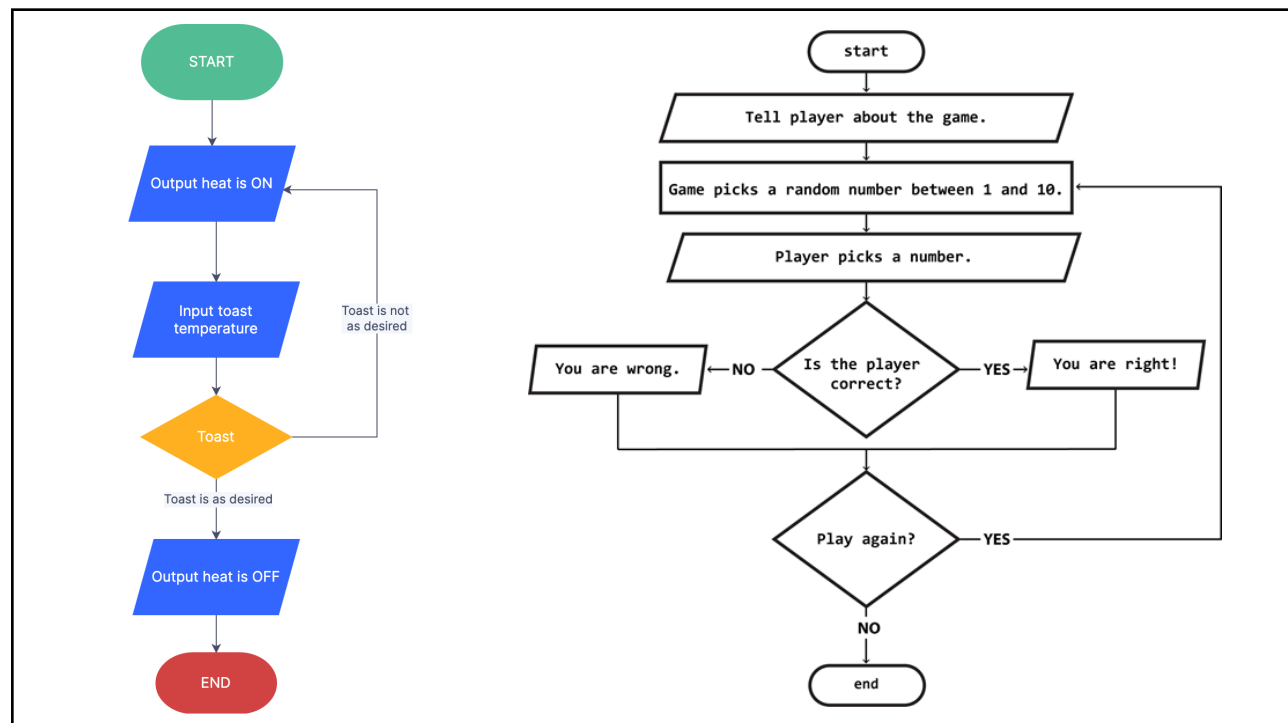 START
Output heat is ON
Input toast
temperature
Toast is not
as desired
Toast
Toast is as desired
Output heat is OFF
END
start
Tell player about the game.
Game picks a random number between 1 and 10.
Player picks a number.
Is the player
correct?
NO
You are wrong.
YES
You are right!
Play again?
YES
NO
end